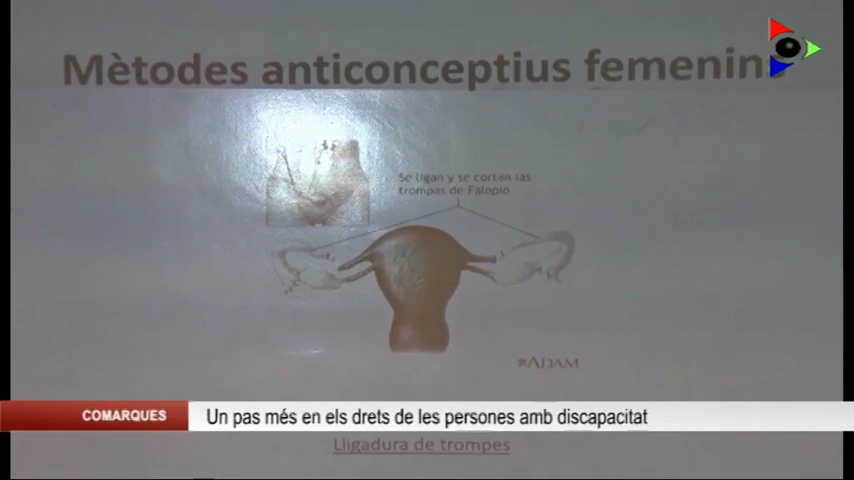 Mètodes anticonceptius femenins
Se ligan y se cortan las
trompas de Falopio
ADAM
COMARQUES
Un pas més en els drets de les persones amb discapacitat
Lligadura de trompes